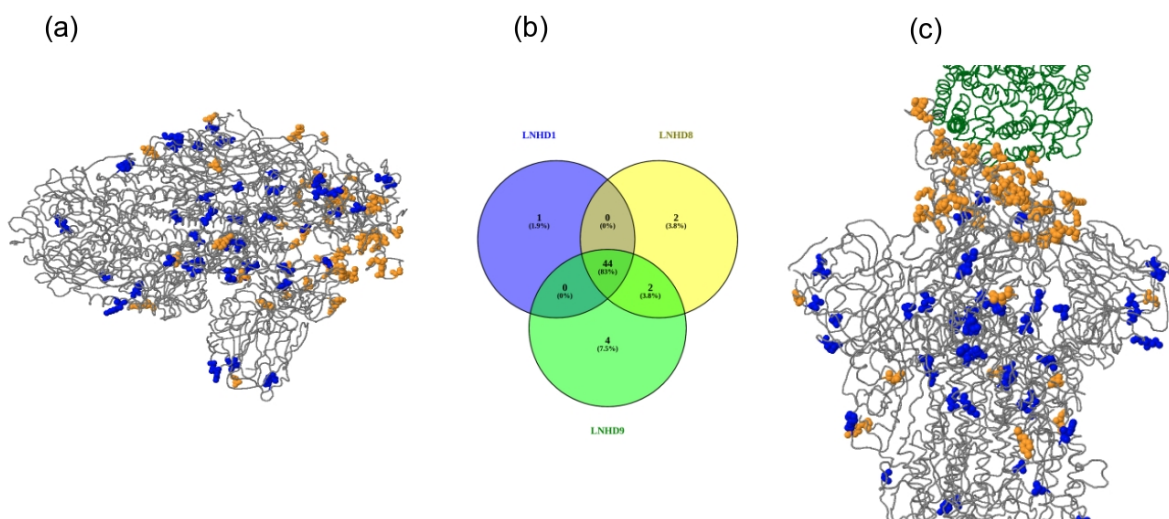 (a)
(b)
(c)
LNHD1
LNHD8
1
(1.9%)
0
(0%)
2
(3.8%)
44
(83%)
0
(0%)
2
(3.8%)
4
(7.5%)
LNHD9